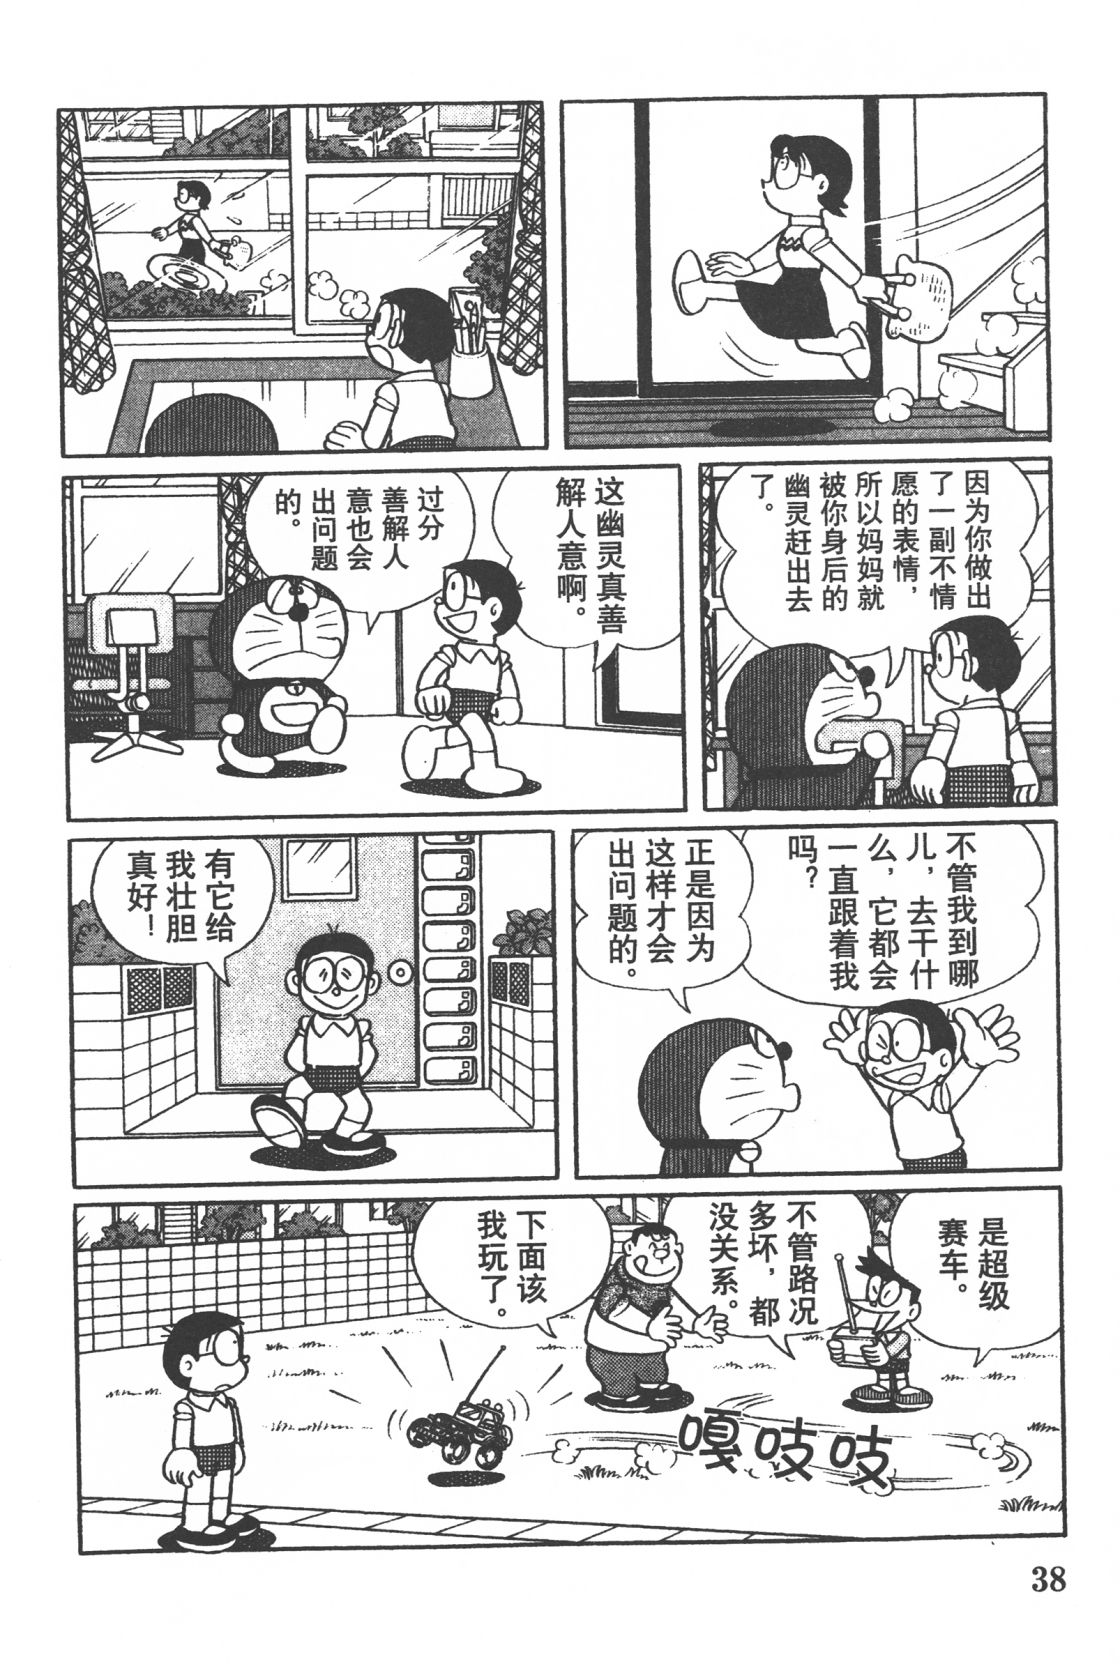 因为你做出
了一副不情
愿的表情，
所以妈妈就
被你身后的
幽灵赶出去
了。
这幽灵真善
解人意啊。
过分
善解人
意也会
出问题
的。
不管我到哪
儿，去干什
么，它都会
一直跟着我
吗？
正是因为
这样才会
出问题的。
有它给
我壮胆
真好！
是超级
赛车。
不管路况
多坏，都
没关系。
下面该
我玩了。
嘎吱吱
38